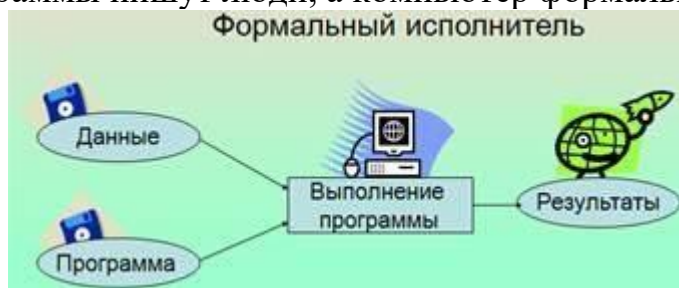 Формальный исполнитель
Данные
Выполнение
программы
Результаты
Программа